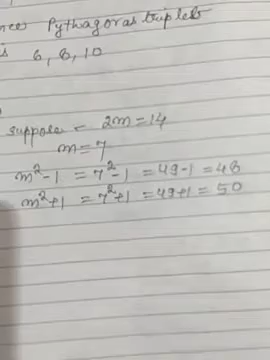 Pythagoras triplets
is 6, 8, 10
suppose - 2m = 14
m = 7
m² - 1 = 7² - 1 = 49 - 1 = 48
m² + 1 = 7² + 1 = 49 + 1 = 50